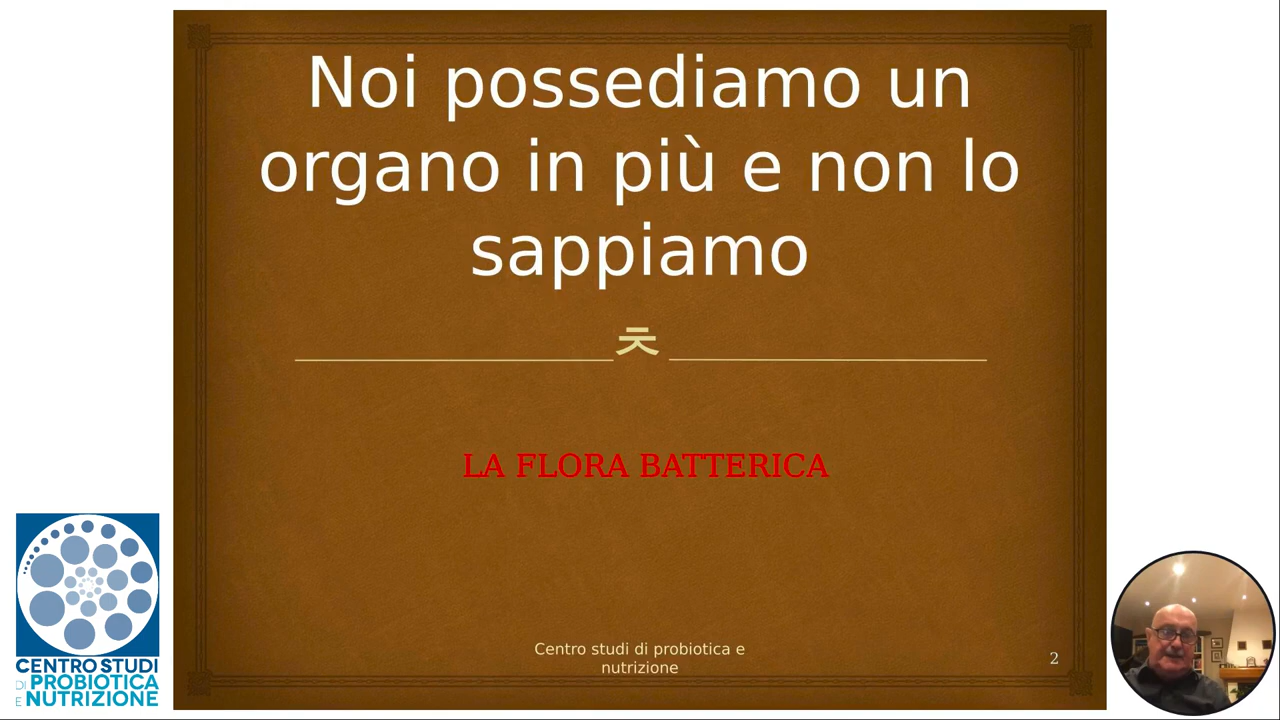 Noi possediamo un
organo in più e non lo
sappiamo
ㅊ
LA FLORA BATTERICA
Centro studi di probiotica e
nutrizione
2
CENTRO STUDI
DI PROBIOTICA
E NUTRIZIONE